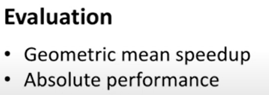 Evaluation
• Geometric mean speedup
• Absolute performance